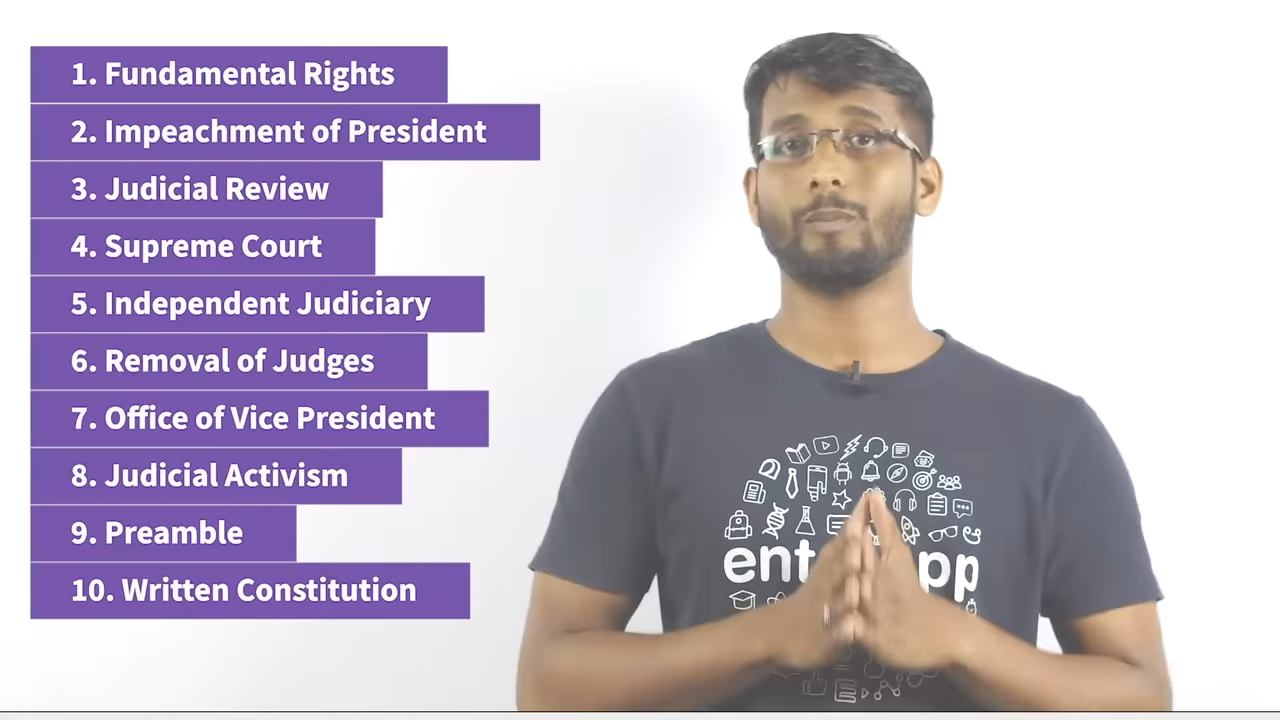 1. Fundamental Rights
2. Impeachment of President
3. Judicial Review
4. Supreme Court
5. Independent Judiciary
6. Removal of Judges
7. Office of Vice President
8. Judicial Activism
9. Preamble
10. Written Constitution